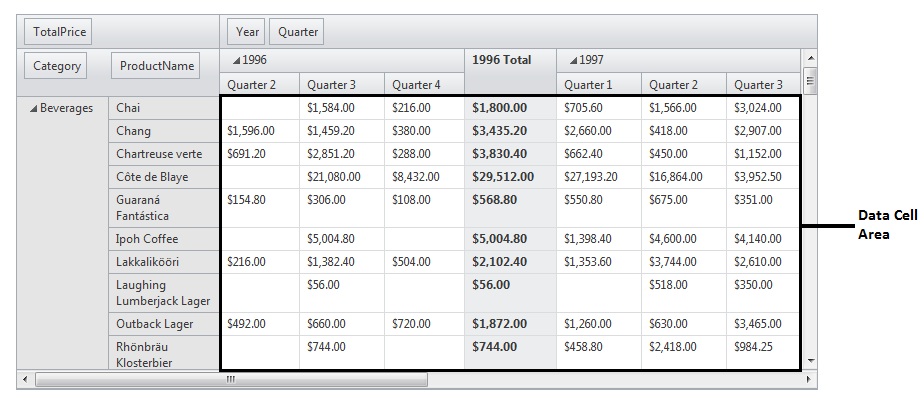 TotalPrice Year Quarter
Category ProductName 1996 1996 Total 1997
Quarter 2 Quarter 3 Quarter 4 Quarter 1 Quarter 2 Quarter 3
Beverages Chai $1,584.00 $216.00 $1,800.00 $705.60 $1,566.00 $3,024.00
Chang $1,596.00 $1,459.20 $380.00 $3,435.20 $2,660.00 $418.00 $2,907.00
Chartreuse verte $691.20 $2,851.20 $288.00 $3,830.40 $662.40 $450.00 $1,152.00
Côte de Blaye $21,080.00 $8,432.00 $29,512.00 $27,193.20 $16,864.00 $3,952.50
Guaraná $154.80 $306.00 $108.00 $568.80 $550.80 $675.00 $351.00
Fantástica
Data Cell
Area
Ipoh Coffee $5,004.80 $5,004.80 $1,398.40 $4,600.00 $4,140.00
Lakkalikööri $216.00 $1,382.40 $504.00 $2,102.40 $1,353.60 $3,744.00 $2,610.00
Laughing $56.00 $56.00 $518.00 $350.00
Lumberjack Lager
Outback Lager $492.00 $660.00 $720.00 $1,872.00 $1,260.00 $630.00 $3,465.00
Rhönbräu $744.00 $744.00 $458.80 $2,418.00 $984.25
Klosterbier